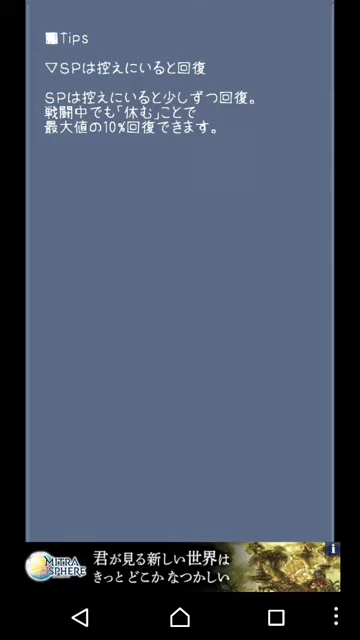 ■Tips
▽SPは控えにいると回復
SPは控えにいると少しずつ回復。
戦闘中でも「休む」ことで
最大値の10%回復できます。
MITRA
SPHERE
君が見る新しい世界は
きっと どこか なつかしい